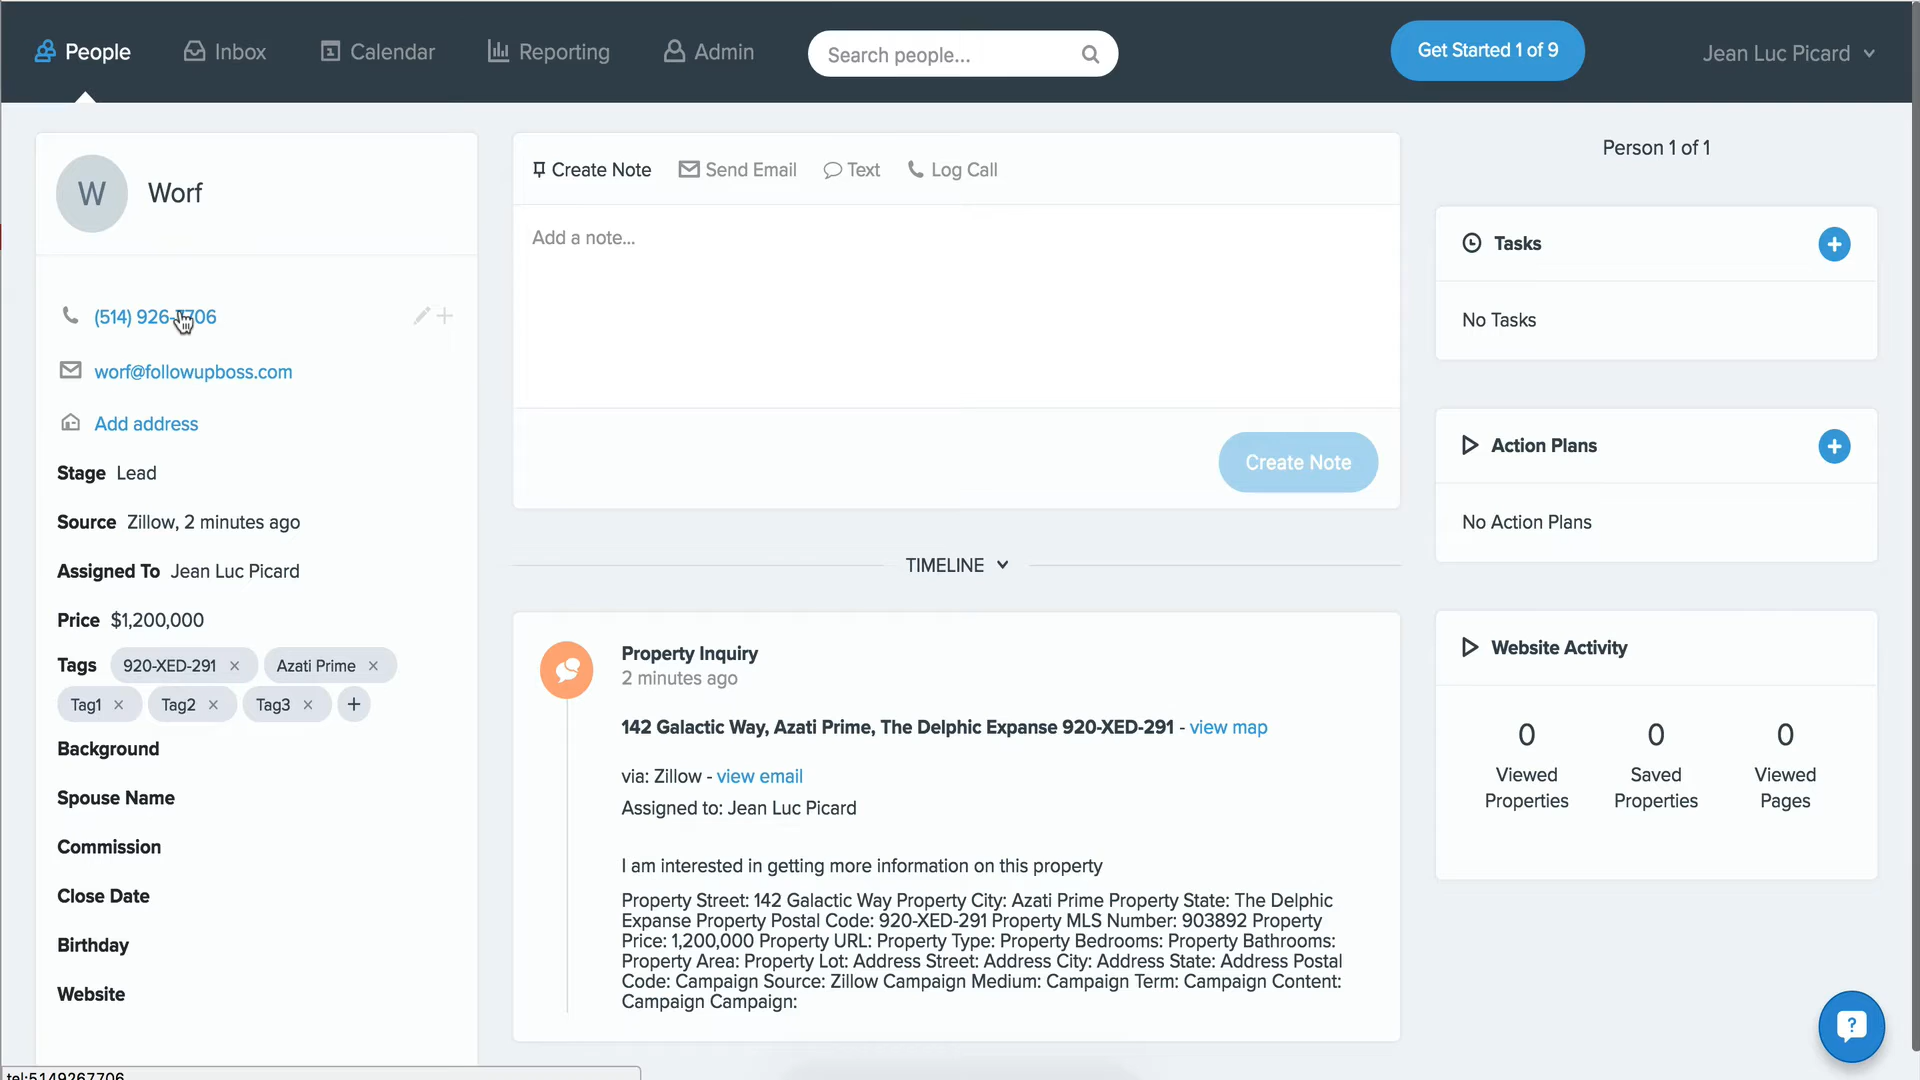 People
Inbox
Calendar
Reporting
Admin
Search people...
Get Started 1 of 9
Jean Luc Picard
W
Worf
(514) 926-7706
worf@followupboss.com
Add address
Stage Lead
Source Zillow, 2 minutes ago
Assigned To Jean Luc Picard
Price $1,200,000
Tags 920-XED-291 × Azati Prime ×
Tag1 × Tag2 × Tag3 × +
Background
Spouse Name
Commission
Close Date
Birthday
Website
Create Note
Send Email
Text
Log Call
Add a note...
Create Note
TIMELINE
Property Inquiry
2 minutes ago
142 Galactic Way, Azati Prime, The Delphic Expanse 920-XED-291 - view map
via: Zillow - view email
Assigned to: Jean Luc Picard
I am interested in getting more information on this property
Property Street: 142 Galactic Way Property City: Azati Prime Property State: The Delphic
Expanse Property Postal Code: 920-XED-291 Property MLS Number: 903892 Property
Price: 1,200,000 Property URL: Property Type: Property Bedrooms: Property Bathrooms:
Property Area: Property Lot: Address Street: Address City: Address State: Address Postal
Code: Campaign Source: Zillow Campaign Medium: Campaign Term: Campaign Content:
Campaign Campaign:
Person 1 of 1
Tasks
No Tasks
Action Plans
No Action Plans
Website Activity
0
Viewed
Properties
0
Saved
Properties
0
Viewed
Pages
?
tel:5149267706